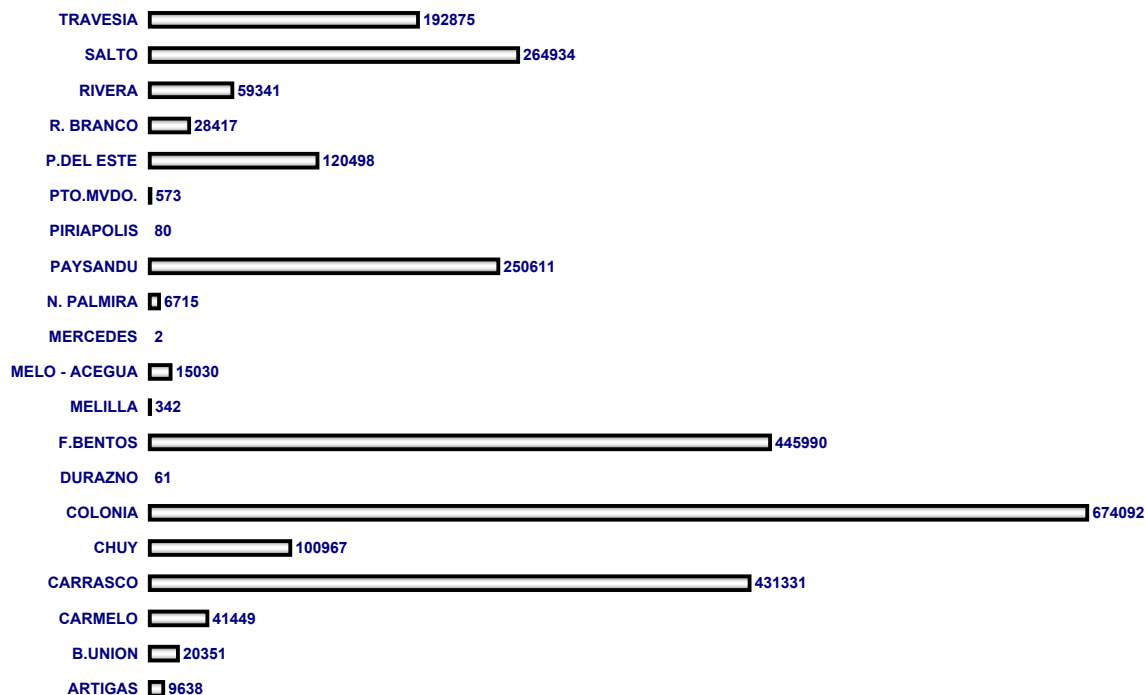 TRAVESIA 192875
SALTO 264934
RIVERA 59341
R. BRANCO 28417
P.DEL ESTE 120498
PTO.MVDO. 573
PIRIAPOLIS 80
PAYSANDU 250611
N. PALMIRA 6715
MERCEDES 2
MELO - ACEGUA 15030
MELILLA 342
F.BENTOS 445990
DURAZNO 61
COLONIA 674092
CHUY 100967
CARRASCO 431331
CARMELO 41449
B.UNION 20351
ARTIGAS 9638